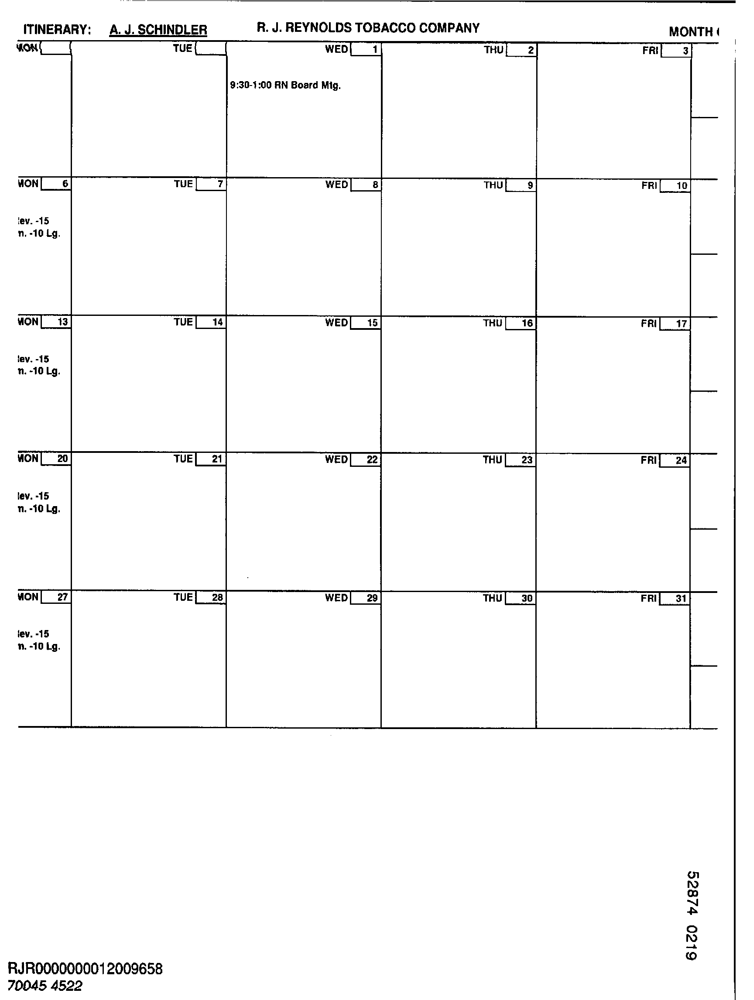 ITINERARY: A. J. SCHINDLER R. J. REYNOLDS TOBACCO COMPANY MONTH
MON TUE WED 1 THU 2 FRI 3
9:30-1:00 RN Board Mtg.
MON 6 TUE 7 WED 8 THU 9 FRI 10
ev. -15
n. -10 Lg.
MON 13 TUE 14 WED 15 THU 16 FRI 17
lev. -15
n. -10 Lg.
MON 20 TUE 21 WED 22 THU 23 FRI 24
lev. -15
n. -10 Lg.
MON 27 TUE 28 WED 29 THU 30 FRI 31
lev. -15
n. -10 Lg.
52874 0219
RJR0000000012009658
70045 4522